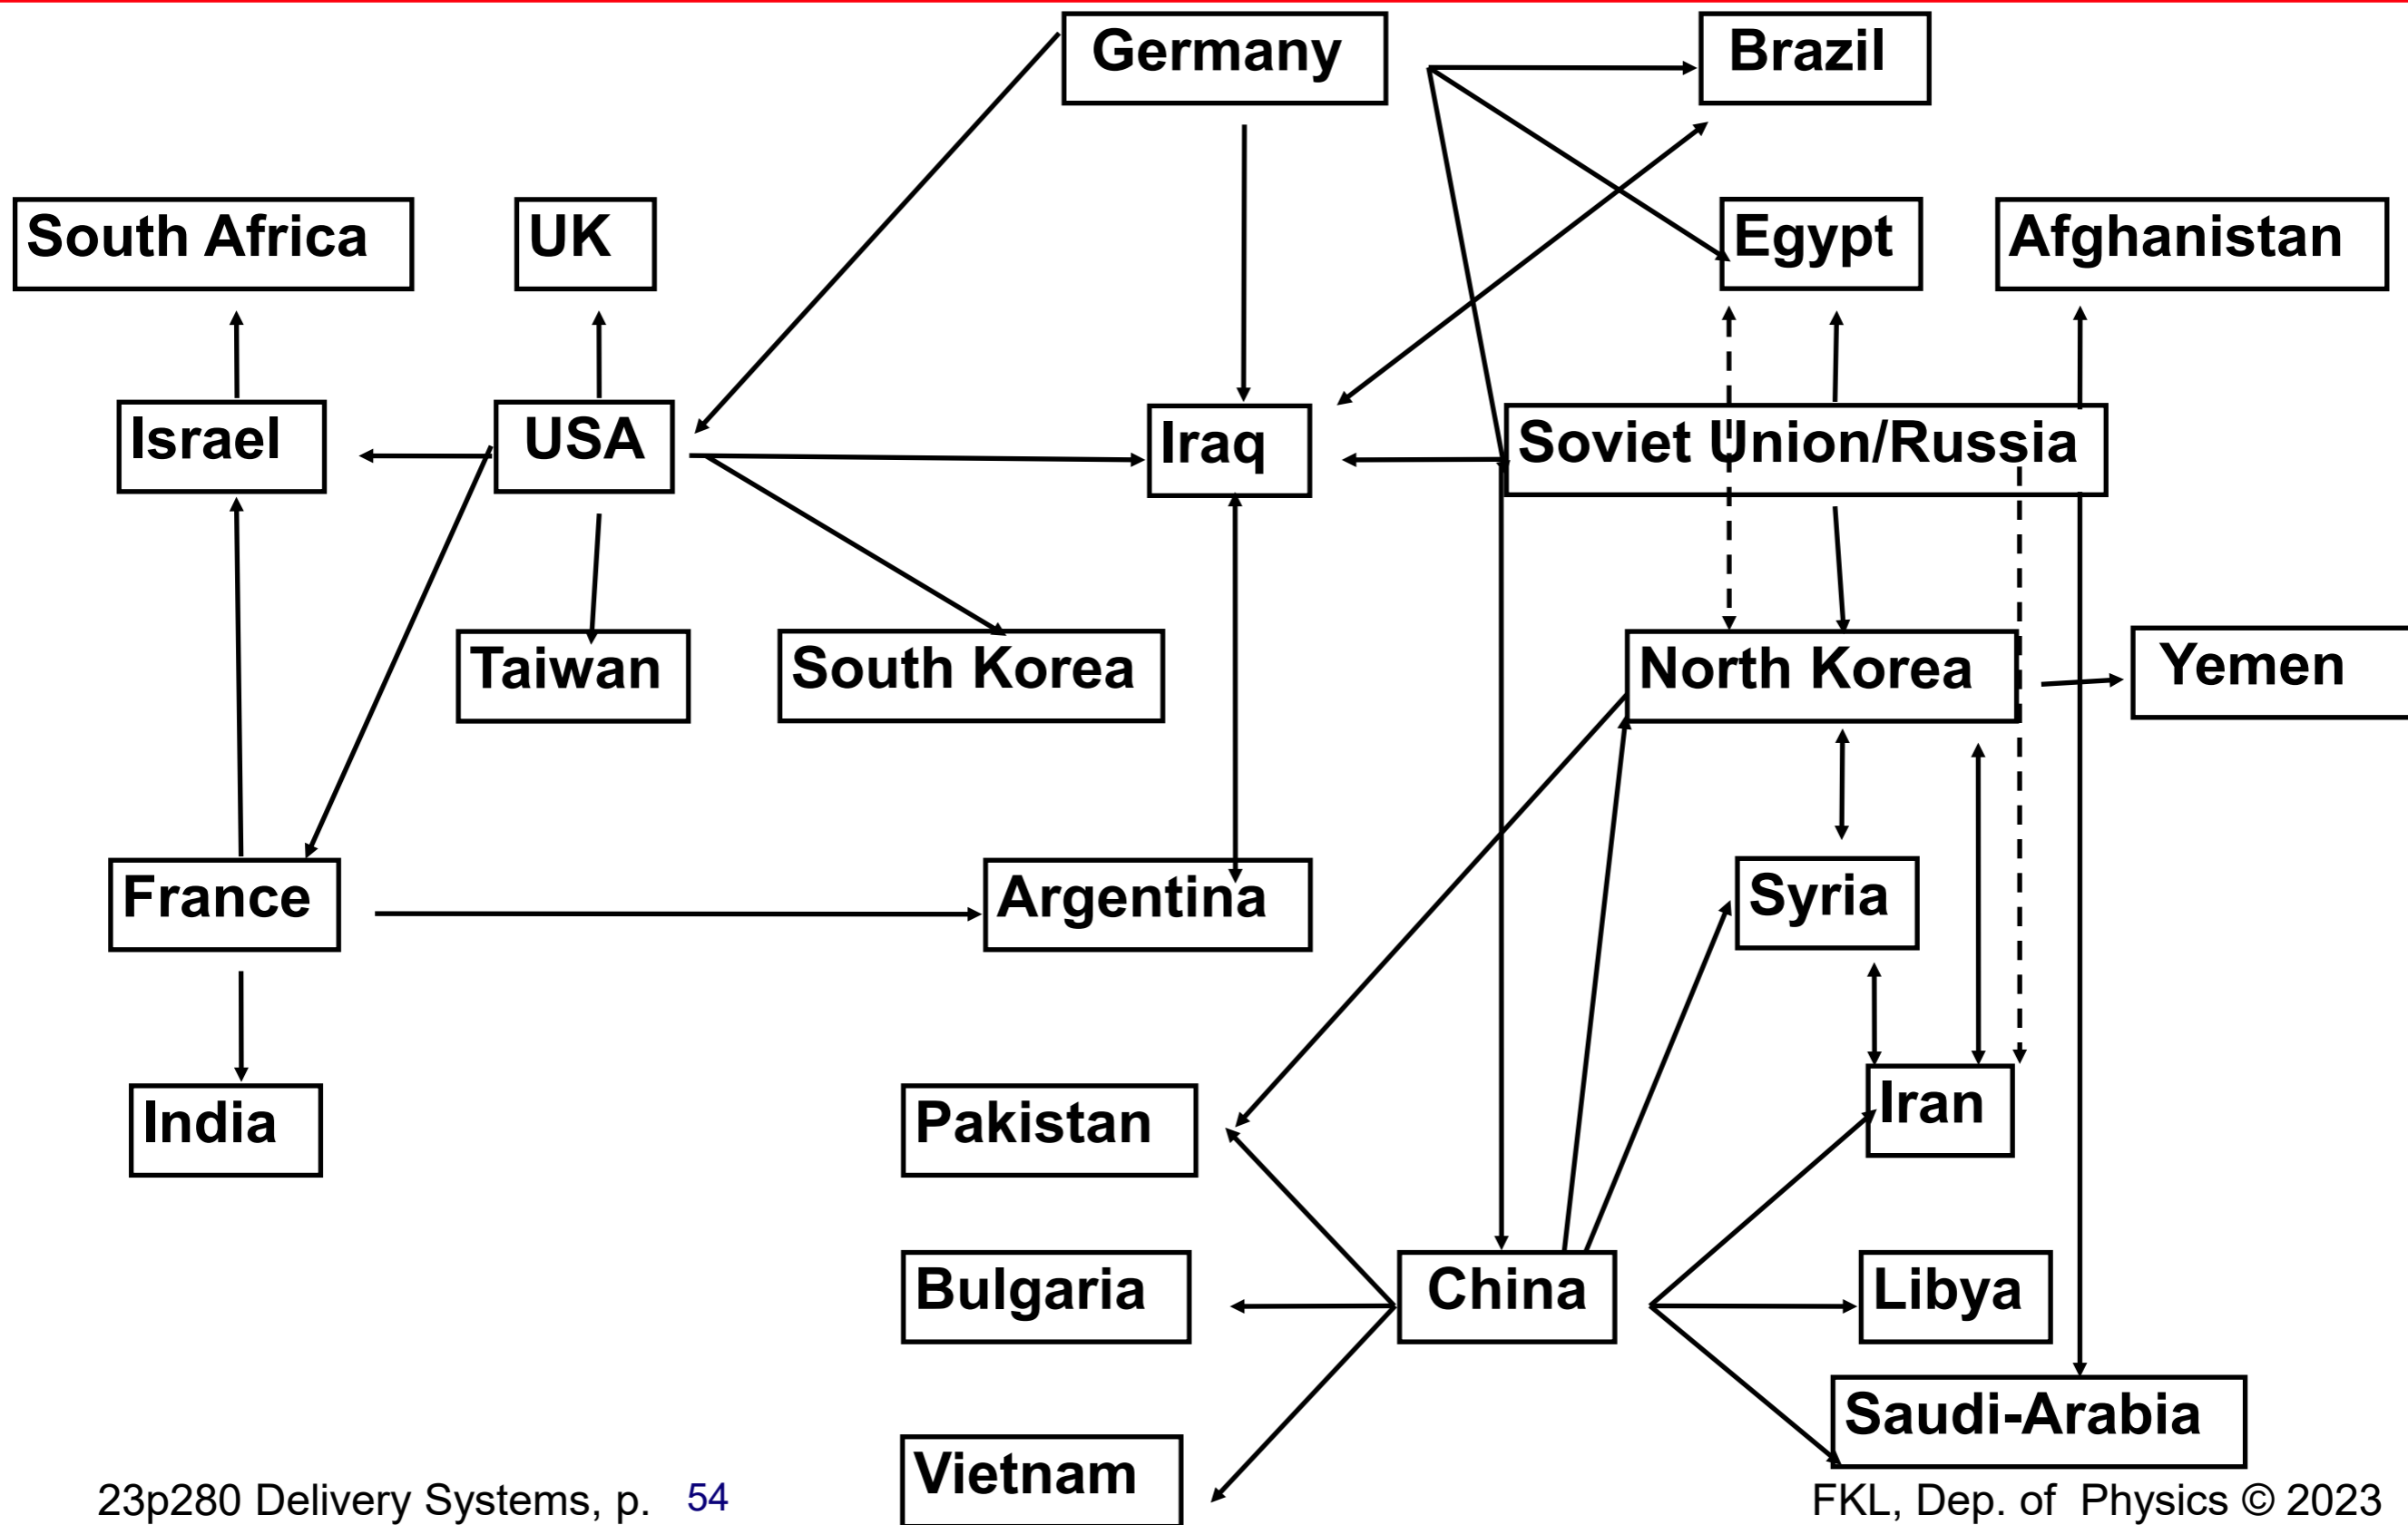 Germany
Brazil
South Africa
UK
Egypt
Afghanistan
Israel
USA
Iraq
Soviet Union/Russia
Taiwan
South Korea
North Korea
Yemen
France
Argentina
Syria
India
Pakistan
Iran
Bulgaria
China
Libya
Saudi-Arabia
Vietnam
23p280 Delivery Systems, p. 54
FKL, Dep. of Physics © 2023